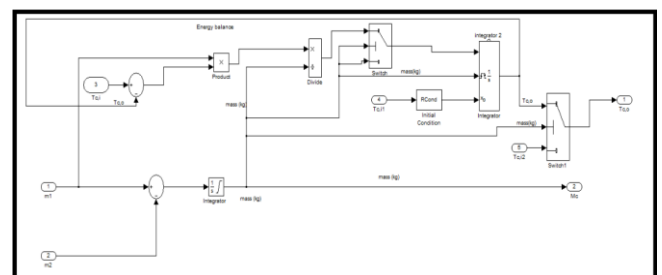 Energy balance
Integrator 2
3
Tc,i
Tc,o
Product
Divide
Switch
mass(kg)
mass (kg)
4
Tc,i1
RCond
Initial
Condition
Integrator
Tc,o
mass(kg)
5
Tc,i2
Switch1
1
Tc,o
1
m1
Integrator
mass (kg)
mass (kg)
2
Mc
2
m2